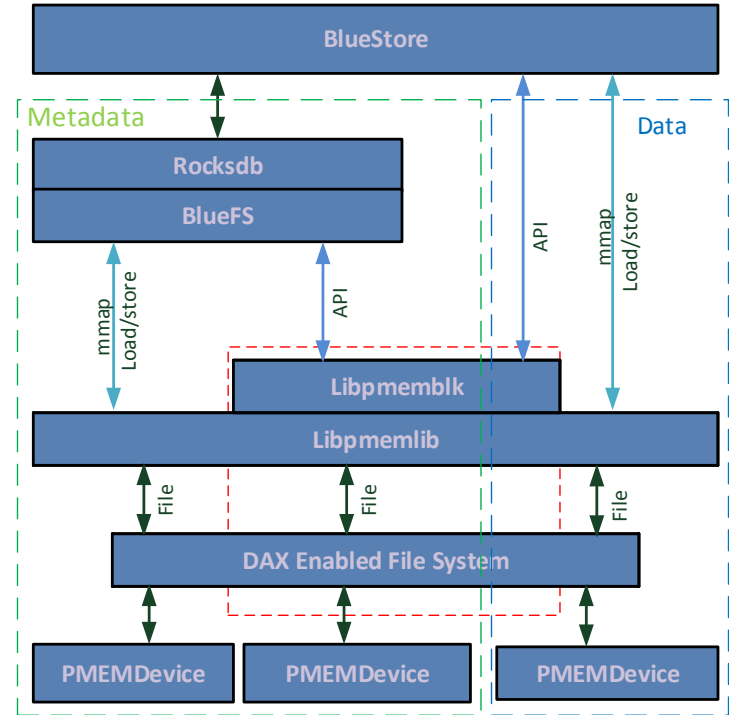 BlueStore
Metadata
Data
Rocksdb
BlueFS
mmap
Load/store
API
API
mmap
Load/store
Libpmemblk
Libpmemlib
File
File
File
DAX Enabled File System
PMEMDevice
PMEMDevice
PMEMDevice